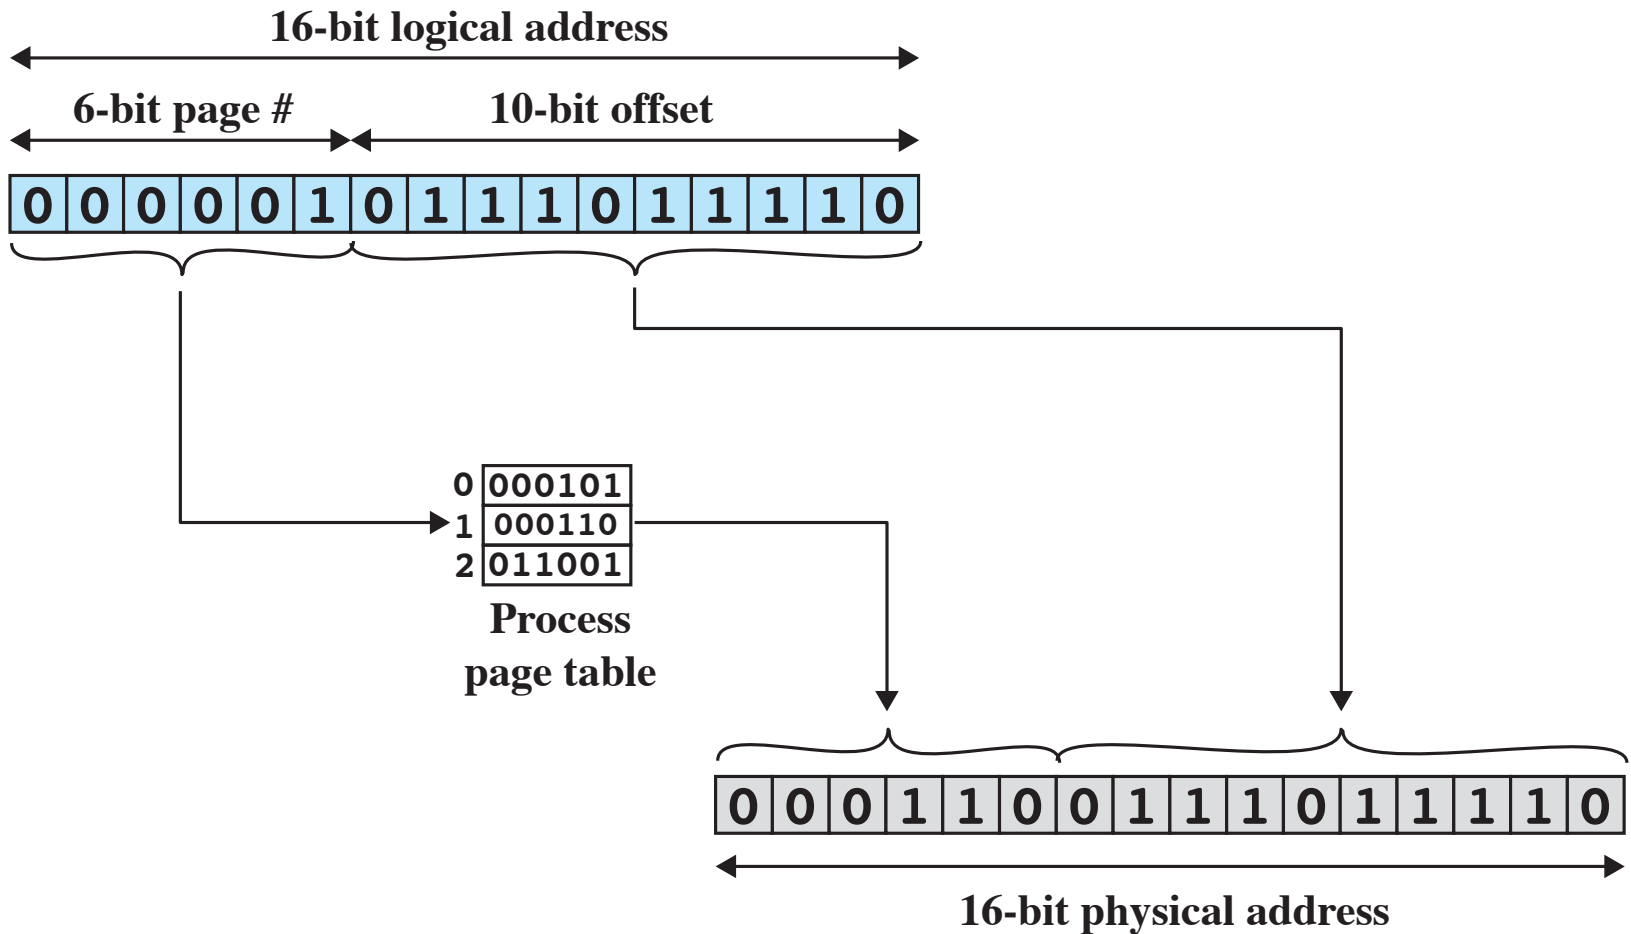 16-bit logical address
6-bit page # 10-bit offset
0 0 0 0 0 1 0 1 1 1 0 1 1 1 1 0
0 000101
1 000110
2 011001
Process
page table
0 0 0 1 1 0 0 1 1 1 0 1 1 1 1 0
16-bit physical address